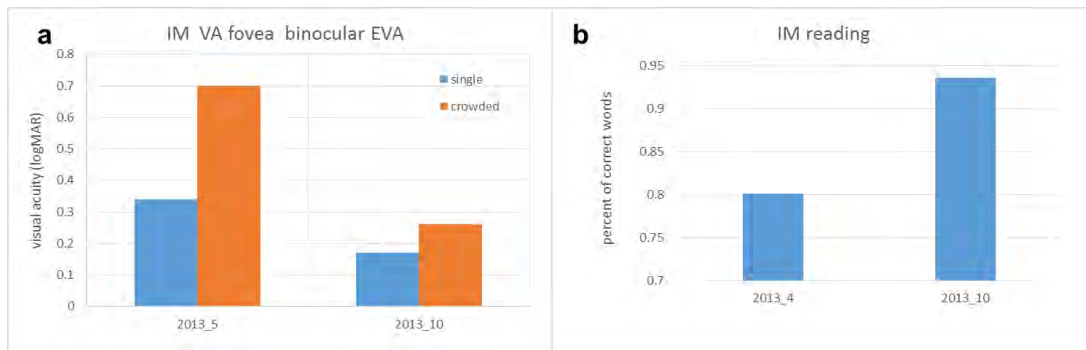 a
IM VA fovea binocular EVA
visual acuity (logMAR)
0.8
0.7
0.6
0.5
0.4
0.3
0.2
0.1
0
single
crowded
2013_5
2013_10
b
IM reading
percent of correct words
0.95
0.9
0.85
0.8
0.75
0.7
2013_4
2013_10